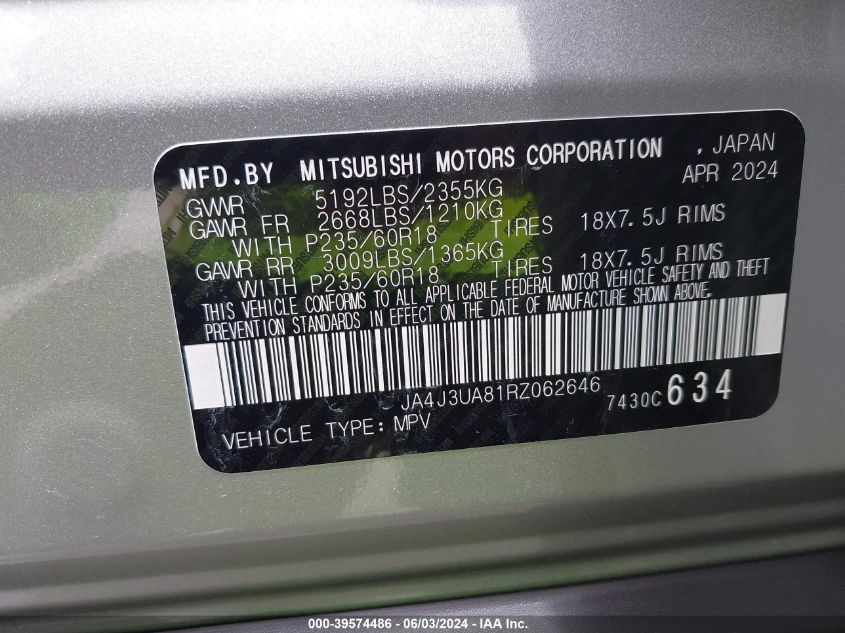 MFD.BY MITSUBISHI MOTORS CORPORATION , JAPAN
APR 2024
GVWR 5192LBS/2355KG
GAWR FR 2668LBS/1210KG
WITH P235/60R18 TIRES 18X7.5J RIMS
GAWR RR 3009LBS/1365KG
WITH P235/60R18 TIRES 18X7.5J RIMS
THIS VEHICLE CONFORMS TO ALL APPLICABLE FEDERAL MOTOR VEHICLE SAFETY AND THEFT
PREVENTION STANDARDS IN EFFECT ON THE DATE OF MANUFACTURE SHOWN ABOVE.
JA4J3UA81RZ062646 7430C 634
VEHICLE TYPE: MPV
000-39574486 - 06/03/2024 - IAA Inc.